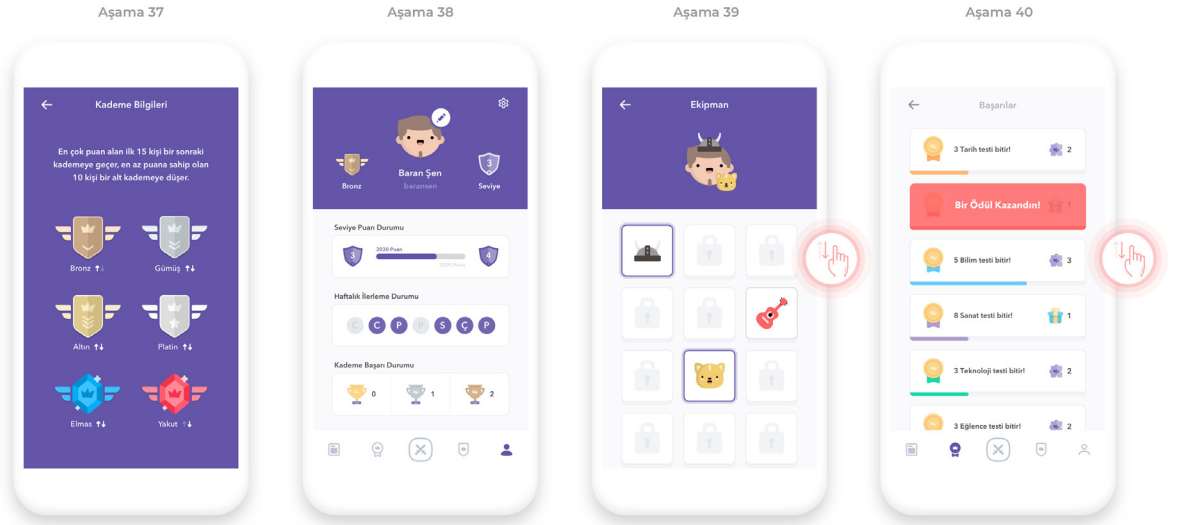 Aşama 37
Kademe Bilgileri
En çok puan alan ilk 15 kişi bir sonraki
kademeye geçer, en az puana sahip olan
10 kişi bir alt kademeye düşer.
Bronz ↑↓
Gümüş ↑↓
Altın ↑↓
Platin ↑↓
Elmas ↑↓
Yakut ↑↓
Aşama 38
Bronz
Baran Şen
baransen
3
Seviye
Seviye Puan Durumu
3
2030 Puan
4
Haftalık İlerleme Durumu
C C P P S Ç P
Kademe Başarı Durumu
0
1
2
Aşama 39
Ekipman
Aşama 40
Başarılar
3 Tarih testi bitir! 2
Bir Ödül Kazandın! 1
5 Bilim testi bitir! 3
8 Sanat testi bitir! 1
3 Teknoloji testi bitir! 2
3 Eğlence testi bitir! 2